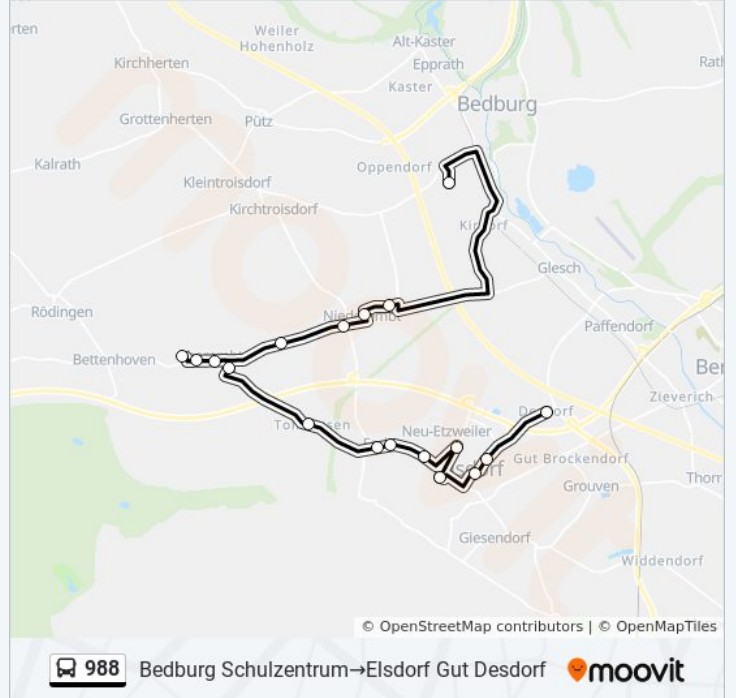 rten
Weiler
Hohenholz
Alt-Kaster
Kirchherten
Epprath
Rath
Kaster
Bedburg
Grottenherten
Pütz
Kalrath
Oppendorf
Kleintroisdorf
Kirchtroisdorf
Glesch
Rödingen
Paffendorf
Bettenhoven
Ber
Zieverich
Neu-Etzweiler
sdorf
Gut Brockendorf
Thorr
Grouven
Giesendorf
Widdendorf
© OpenStreetMap contributors | © OpenMapTiles
988 Bedburg Schulzentrum→Elsdorf Gut Desdorf moovit